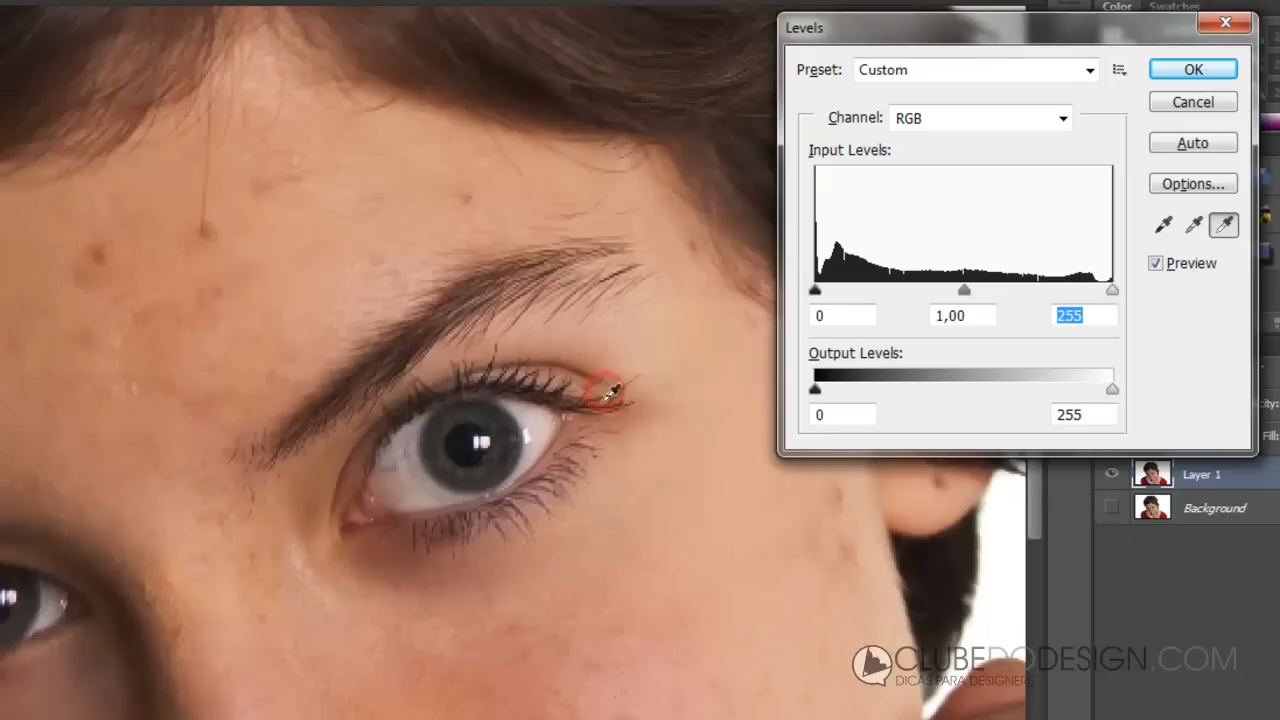 Color Swatches
Levels
Preset: Custom
OK
Cancel
Channel: RGB
Auto
Input Levels:
Options...
Preview
0 1,00 255
Output Levels:
0 255
Fill:
Layer 1
Background
CLUBEDODESIGN.COM
DICAS PARA DESIGNERS